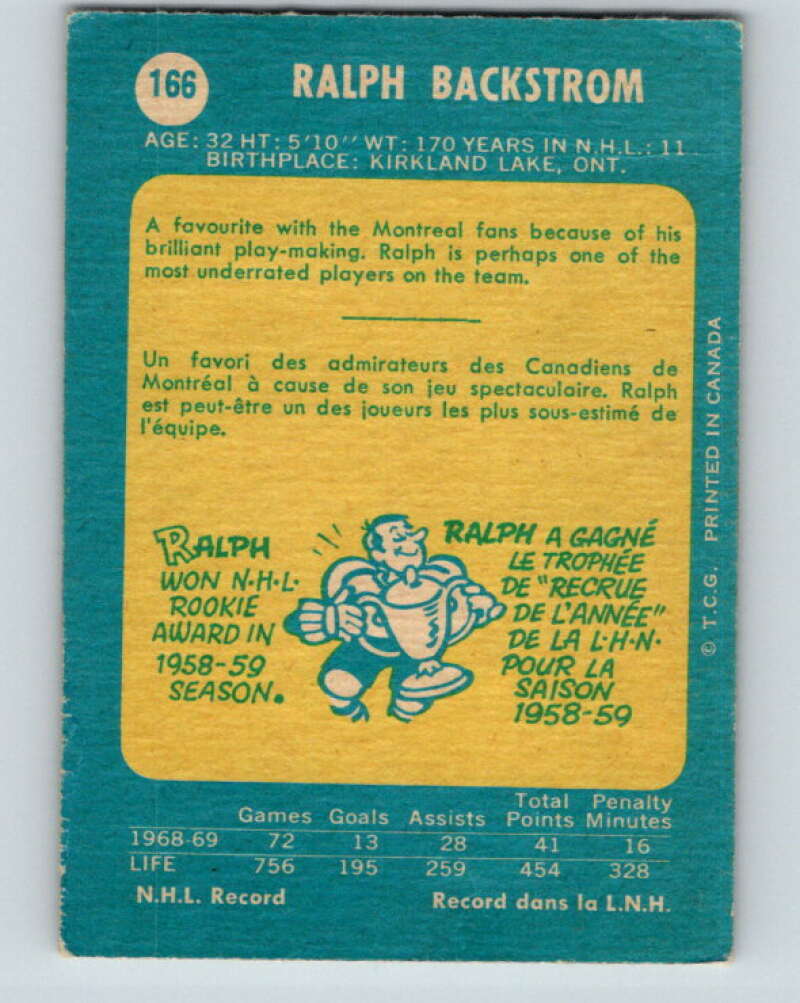 166
RALPH BACKSTROM
AGE: 32 HT: 5'10'' WT: 170 YEARS IN N.H.L.: 11
BIRTHPLACE: KIRKLAND LAKE, ONT.
A favourite with the Montreal fans because of his
brilliant play-making. Ralph is perhaps one of the
most underrated players on the team.
Un favori des admirateurs des Canadiens de
Montréal à cause de son jeu spectaculaire. Ralph
est peut-être un des joueurs les plus sous-estimé de
l'équipe.
RALPH
WON N·H·L·
ROOKIE
AWARD IN
1958-59
SEASON.
RALPH A GAGNÉ
LE TROPHÉE
DE "RECRUE
DE L'ANNÉE"
DE LA L·H·N·
POUR LA
SAISON
1958-59
© T.C.G. PRINTED IN CANADA
Games Goals Assists Total Points Penalty Minutes
1968-69 72 13 28 41 16
LIFE 756 195 259 454 328
N.H.L. Record Record dans la L.N.H.